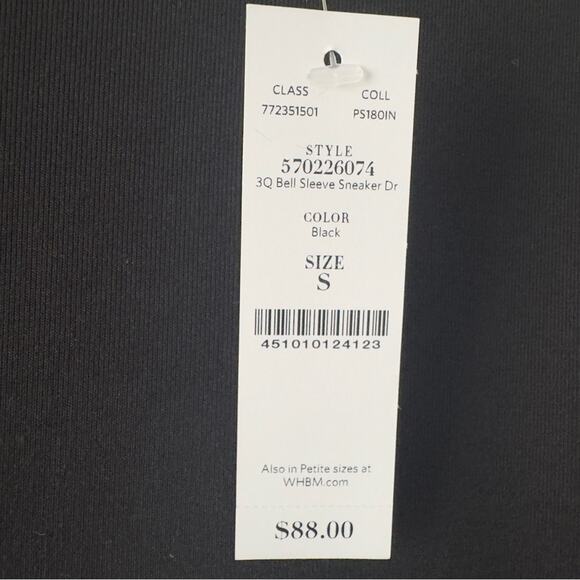 CLASS COLL
772351501 PS180IN
STYLE
570226074
3Q Bell Sleeve Sneaker Dr
COLOR
Black
SIZE
S
451010124123
Also in Petite sizes at
WHBM.com
$88.00